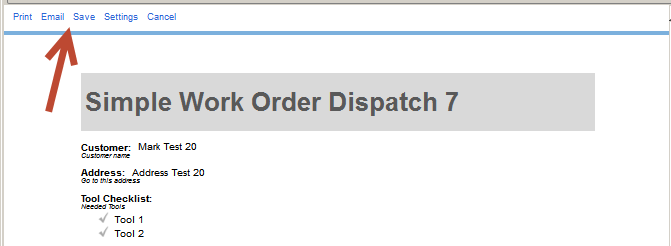 Print Email Save Settings Cancel
Simple Work Order Dispatch 7
Customer: Mark Test 20
Customer name
Address: Address Test 20
Go to this address
Tool Checklist:
Needed Tools
Tool 1
Tool 2